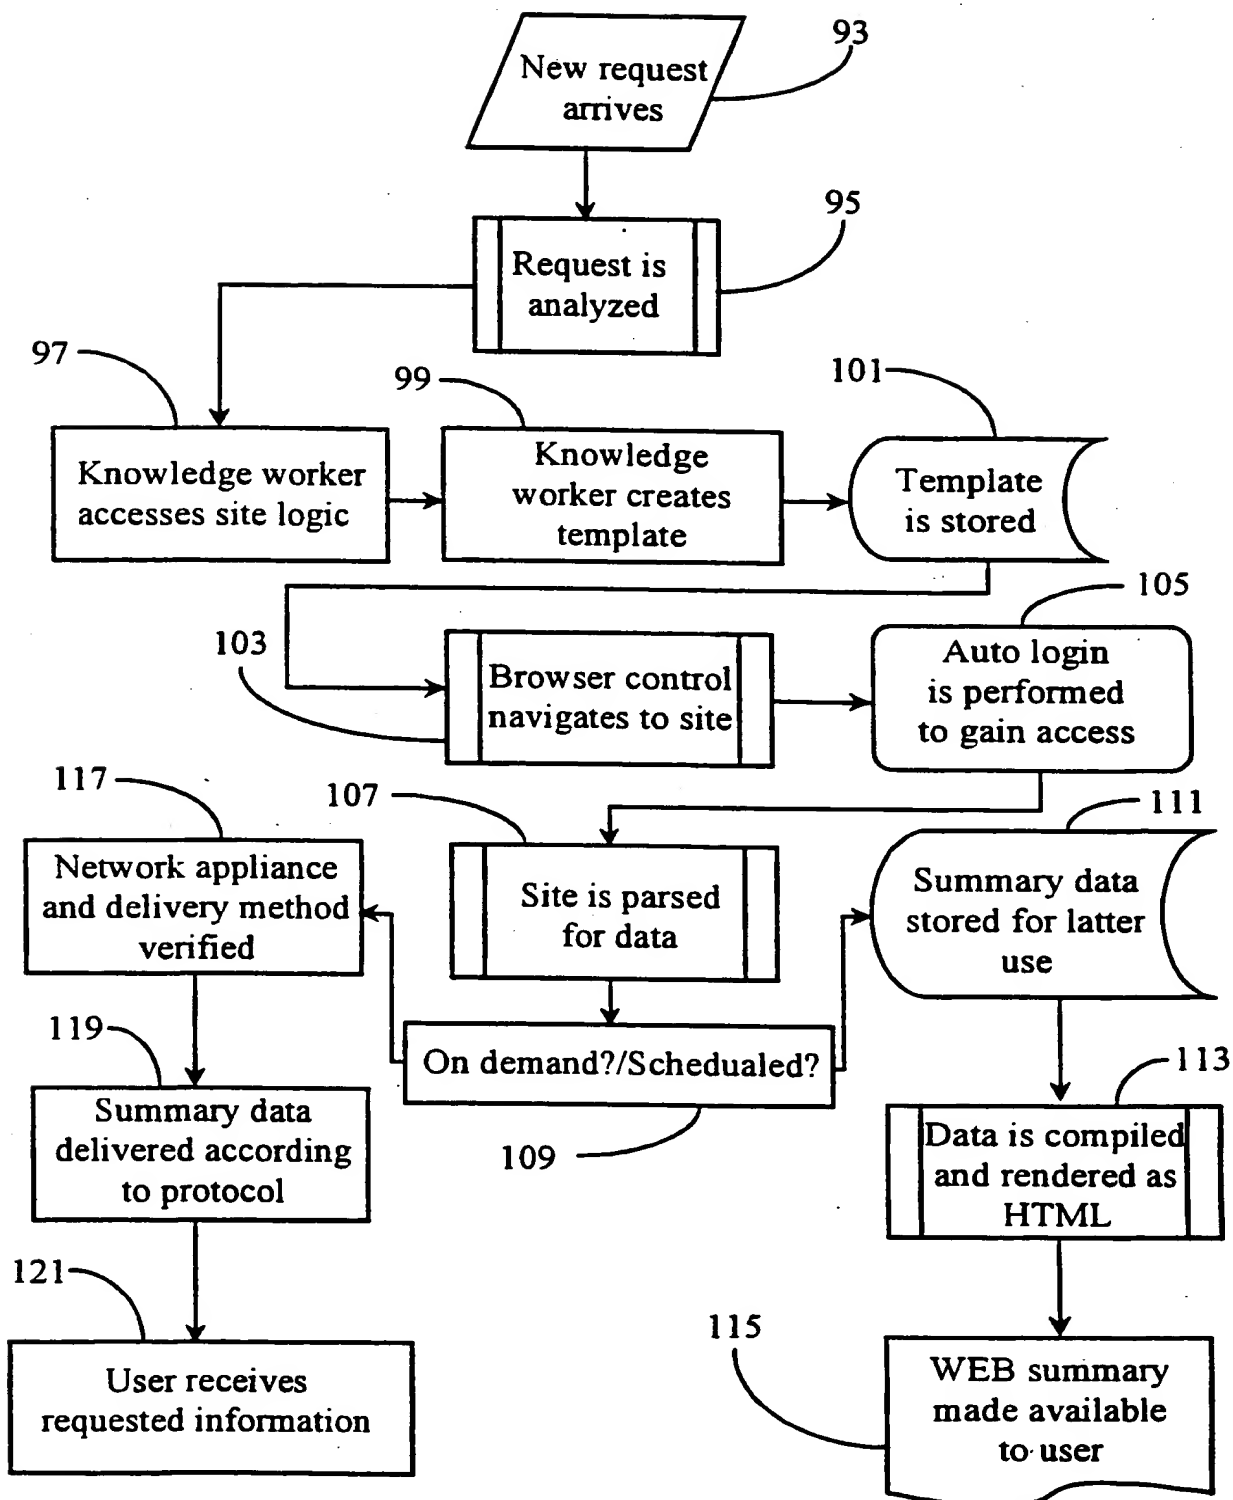 93
New request
arrives
95
Request is
analyzed
97
Knowledge worker
accesses site logic
99
Knowledge
worker creates
template
101
Template
is stored
103
Browser control
navigates to site
105
Auto login
is performed
to gain access
107
Site is parsed
for data
109
On demand?/Schedualed?
111
Summary data
stored for latter
use
113
Data is compiled
and rendered as
HTML
115
WEB summary
made available
to user
117
Network appliance
and delivery method
verified
119
Summary data
delivered according
to protocol
121
User receives
requested information